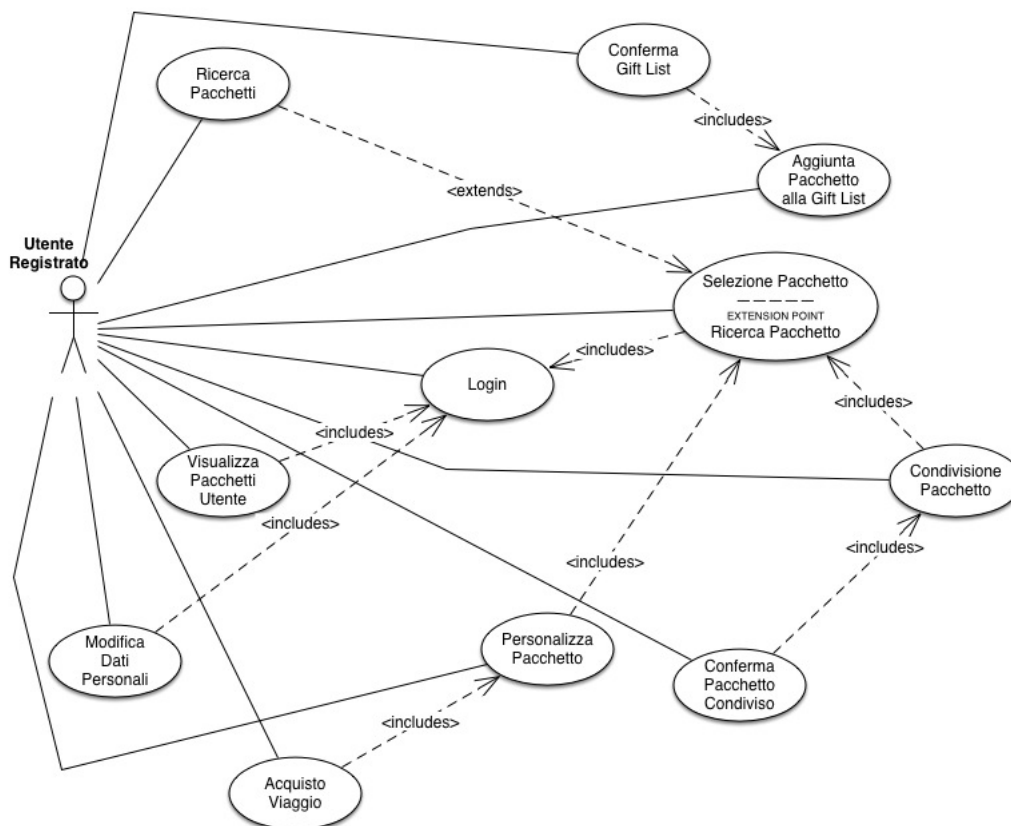 Conferma
Gift List
Ricerca
Pacchetti
<includes>
Aggiunta
Pacchetto
alla Gift List
<extends>
Utente
Registrato
Selezione Pacchetto
EXTENSION POINT
Ricerca Pacchetto
<includes>
Login
<includes>
<includes>
Visualizza
Pacchetti
Utente
Condivisione
Pacchetto
<includes>
<includes>
<includes>
Modifica
Dati
Personali
Personalizza
Pacchetto
Conferma
Pacchetto
Condiviso
<includes>
Acquisto
Viaggio